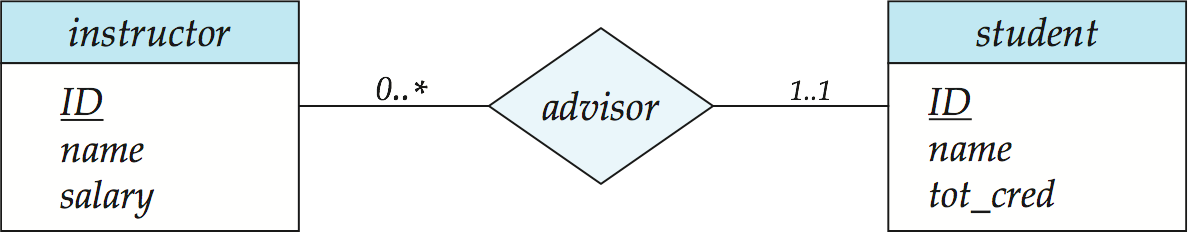 instructor
ID
name
salary
0..*
advisor
1..1
student
ID
name
tot_cred